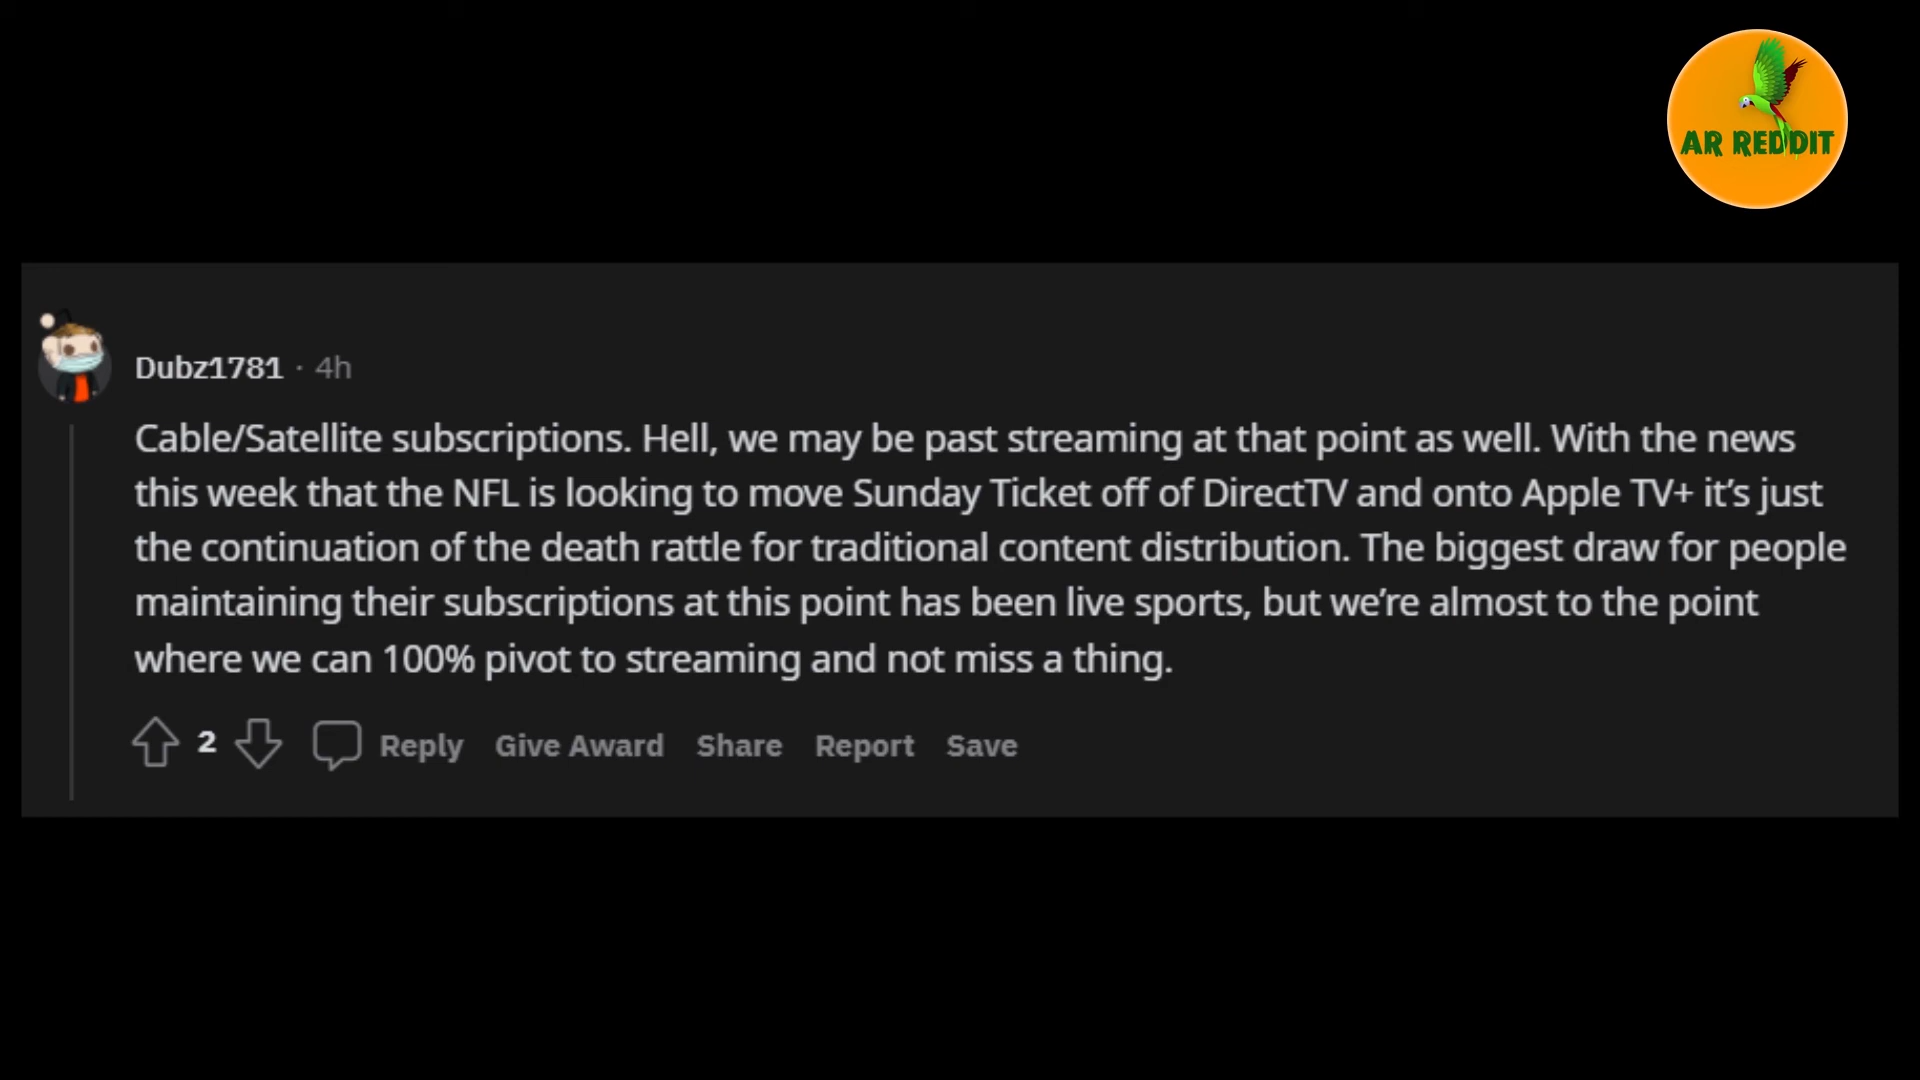 AR REDDIT
Dubz1781 · 4h
Cable/Satellite subscriptions. Hell, we may be past streaming at that point as well. With the news
this week that the NFL is looking to move Sunday Ticket off of DirectTV and onto Apple TV+ it’s just
the continuation of the death rattle for traditional content distribution. The biggest draw for people
maintaining their subscriptions at this point has been live sports, but we’re almost to the point
where we can 100% pivot to streaming and not miss a thing.
2 Reply Give Award Share Report Save